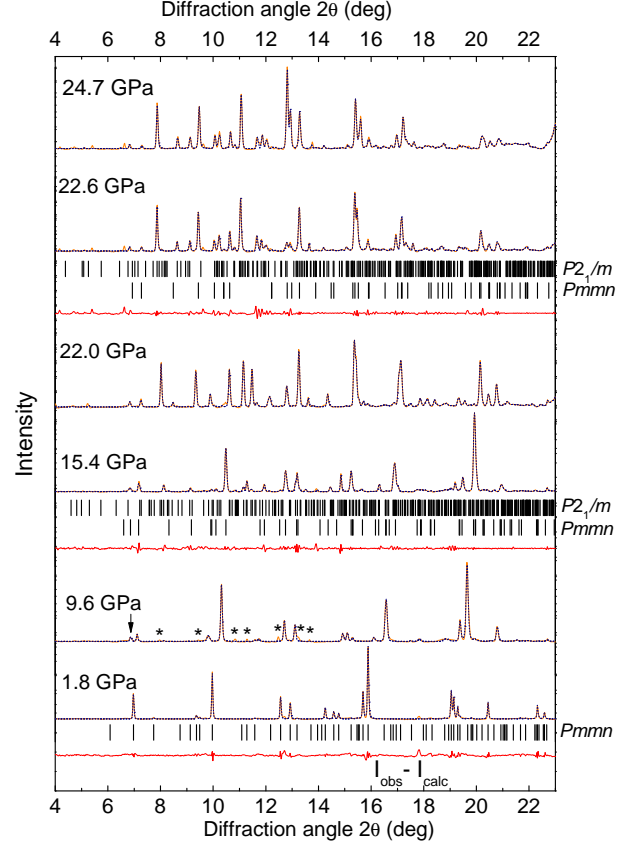 Diffraction angle 2θ (deg)
4 6 8 10 12 14 16 18 20 22
24.7 GPa
22.6 GPa
P2₁/m
Pmmn
22.0 GPa
Intensity
15.4 GPa
P2₁/m
Pmmn
9.6 GPa
* * * * * * *
1.8 GPa
Pmmn
I_obs - I_calc
4 6 8 10 12 14 16 18 20 22
Diffraction angle 2θ (deg)